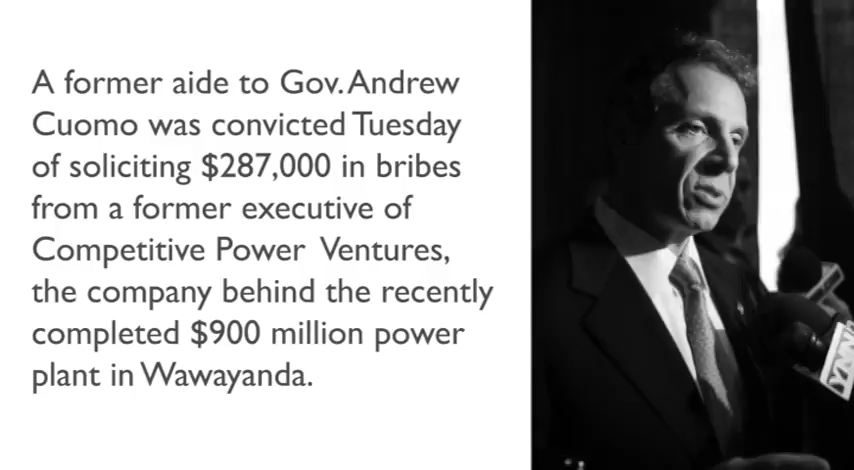 A former aide to Gov. Andrew
Cuomo was convicted Tuesday
of soliciting $287,000 in bribes
from a former executive of
Competitive Power Ventures,
the company behind the recently
completed $900 million power
plant in Wawayanda.
YNN